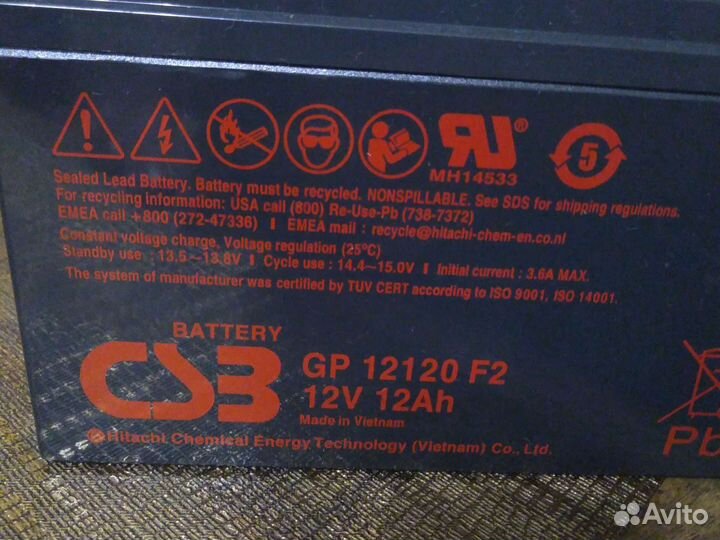 RU®
MH14533
5
Sealed Lead Battery. Battery must be recycled. NONSPILLABLE. See SDS for shipping regulations.
For recycling information: USA call (800) Re-Use-Pb (738-7372)
EMEA call +800 (272-47336) I EMEA mail : recycle@hitachi-chem-en.co.nl
Constant voltage charge, Voltage regulation (25°C)
Standby use : 13.5~13.8V I Cycle use : 14.4~15.0V I Initial current : 3.6A MAX.
The system of manufacturer was certified by TUV CERT according to ISO 9001, ISO 14001.
BATTERY
CSB
GP 12120 F2
12V 12Ah
Made in Vietnam
Hitachi Chemical Energy Technology (Vietnam) Co., Ltd.
Pb
Avito